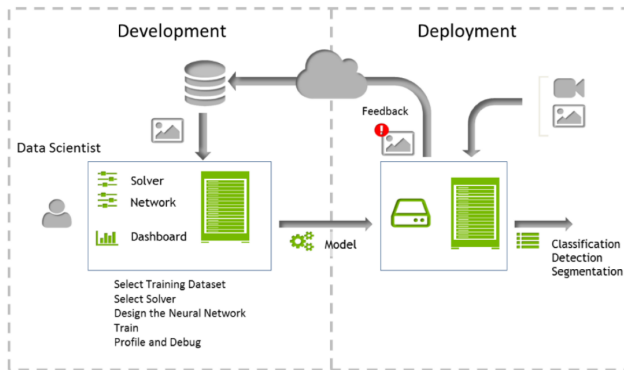 Development
Deployment
Feedback
Data Scientist
Solver
Network
Dashboard
Model
Classification
Detection
Segmentation
Select Training Dataset
Select Solver
Design the Neural Network
Train
Profile and Debug